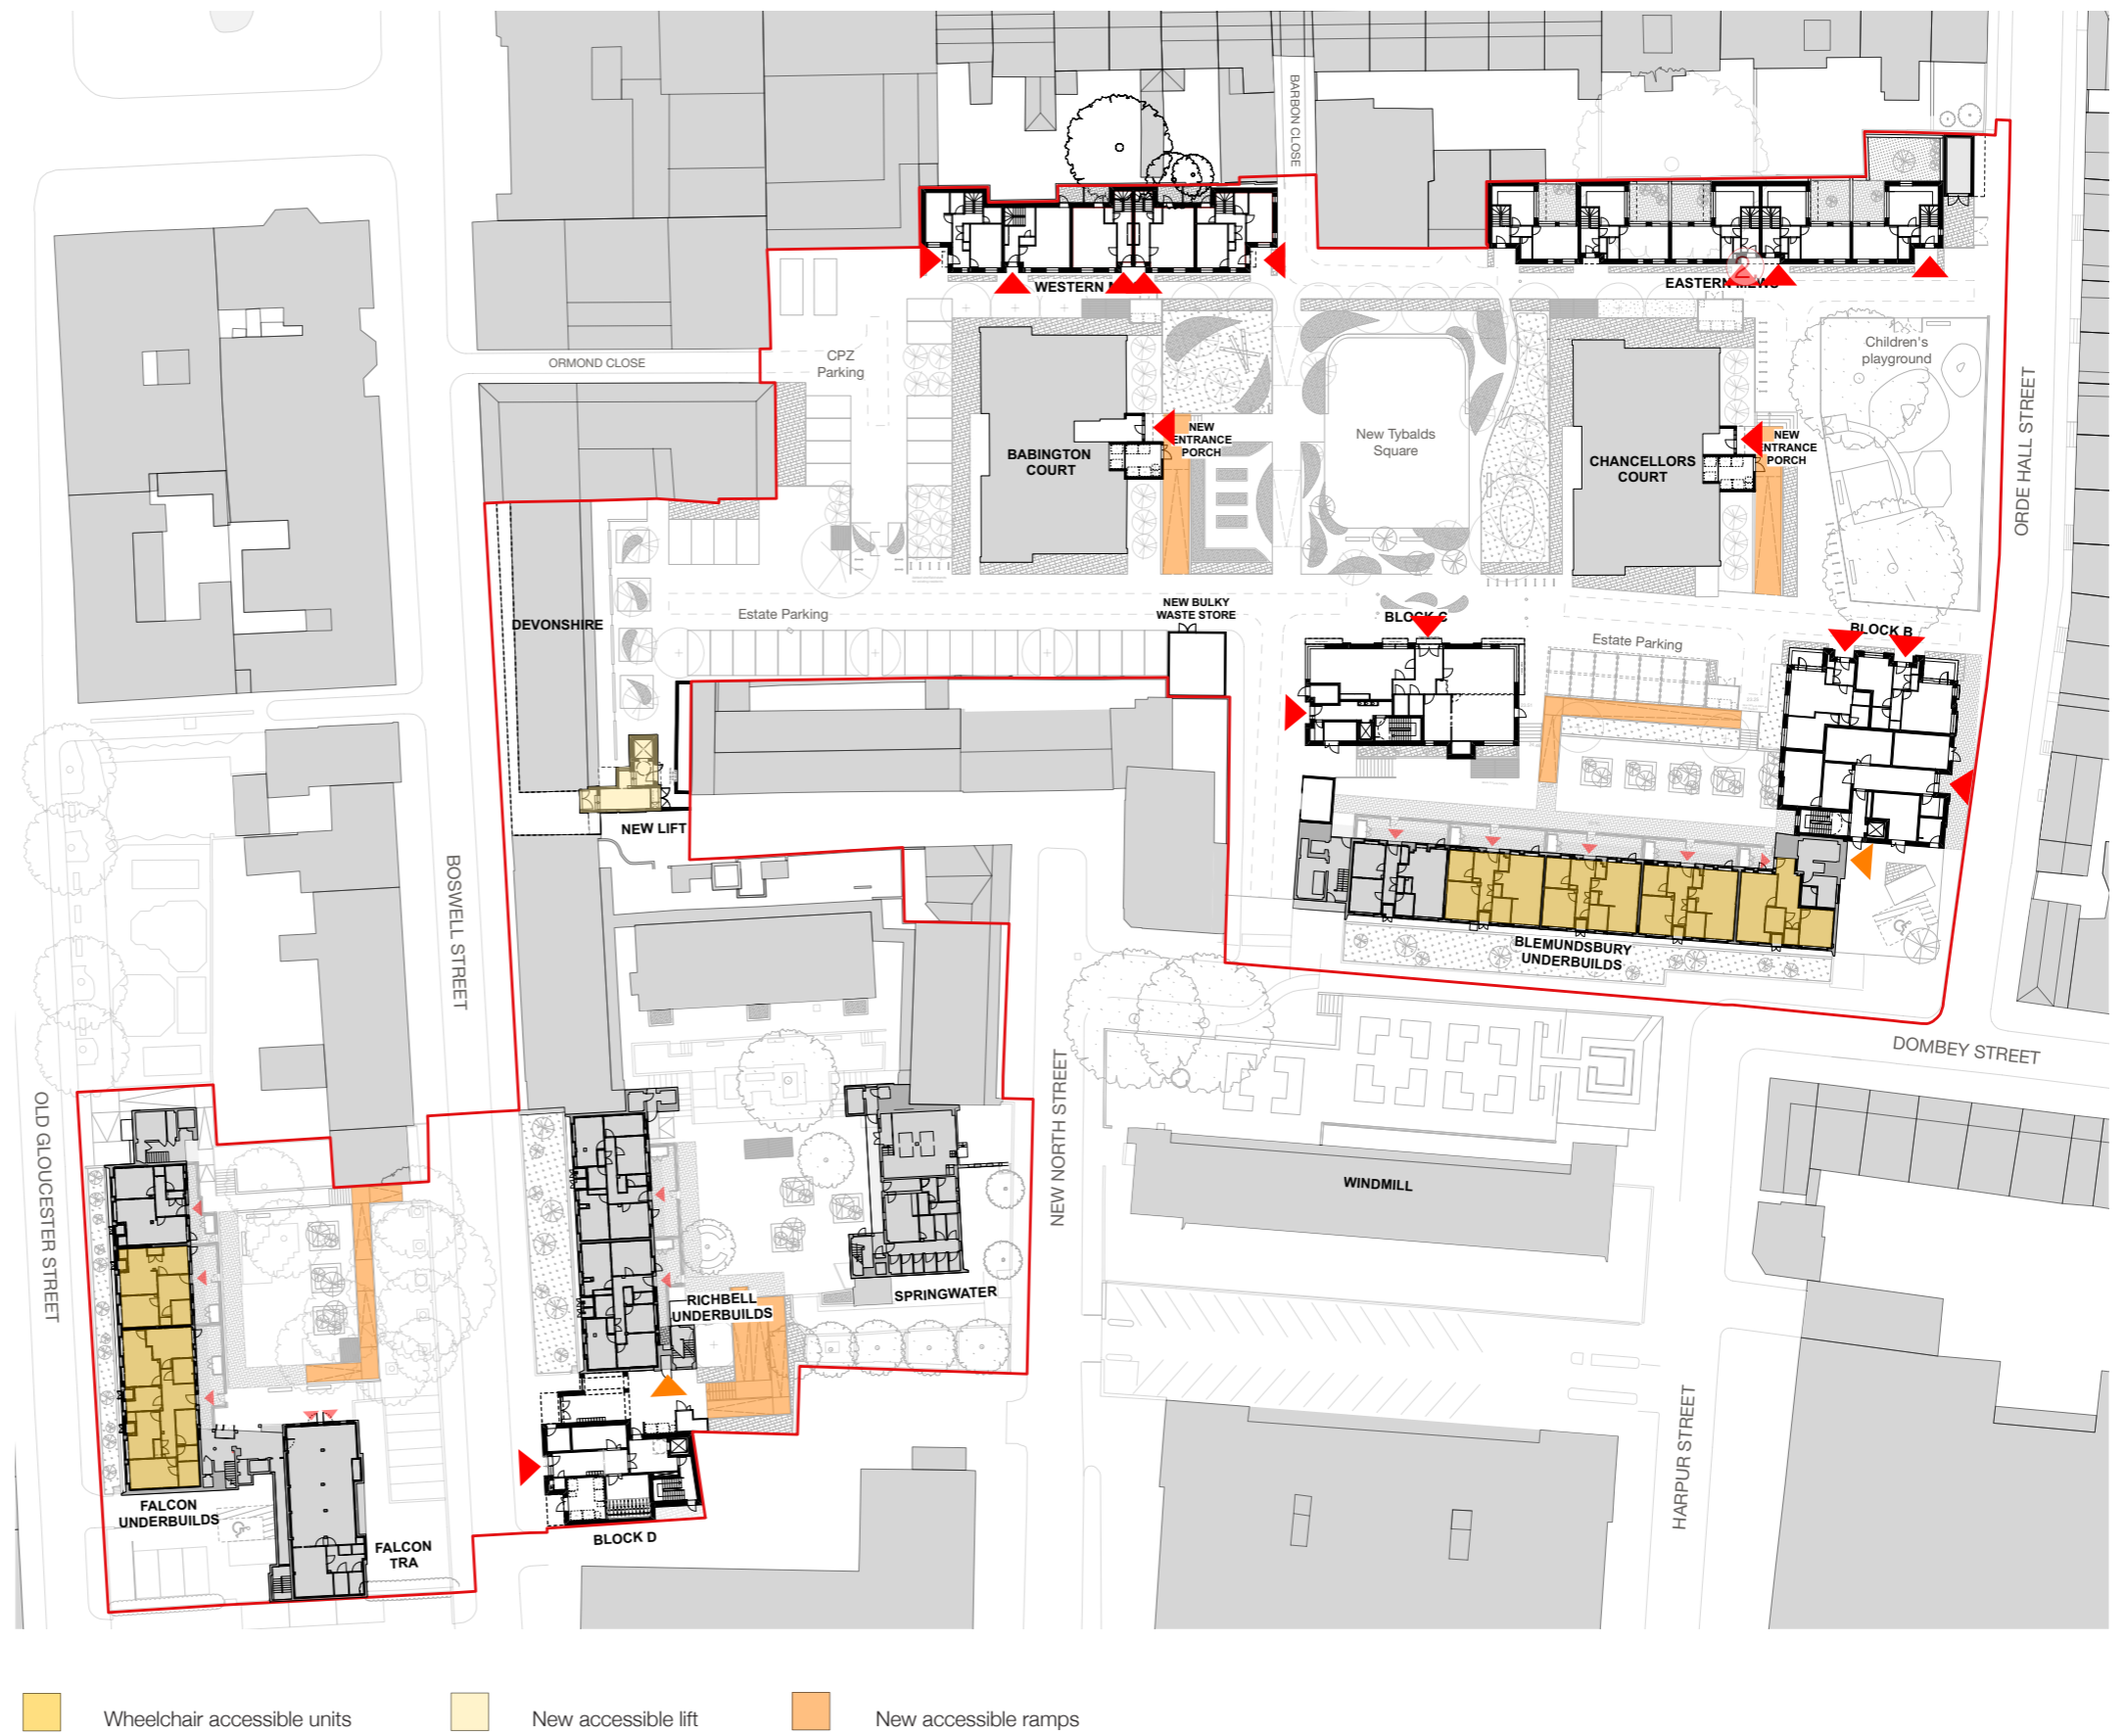 BARBON CLOSE
WESTERN
EASTERN MEWS
2
ORMOND CLOSE
CPZ
Parking
Children's
playground
ORDE HALL STREET
NEW
ENTRANCE
PORCH
BABINGTON
COURT
New Tybalds
Square
CHANCELLORS
COURT
NEW
ENTRANCE
PORCH
DEVONSHIRE
Estate Parking
NEW BULKY
WASTE STORE
BLOCK C
Estate Parking
BLOCK B
NEW LIFT
BOSWELL STREET
BLEMUNDSBURY
UNDERBUILDS
DOMBEY STREET
OLD GLOUCESTER STREET
NEW NORTH STREET
WINDMILL
RICHBELL
UNDERBUILDS
SPRINGWATER
HARPUR STREET
FALCON
UNDERBUILDS
FALCON
TRA
BLOCK D
Wheelchair accessible units
New accessible lift
New accessible ramps